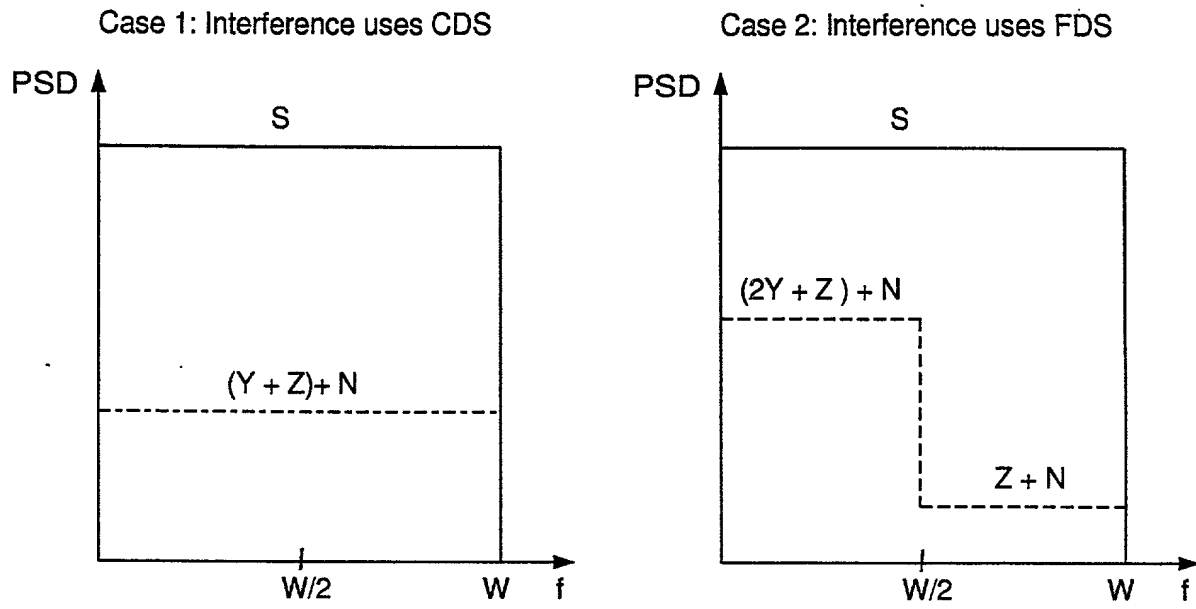 Case 1: Interference uses CDS
PSD
S
(Y + Z)+ N
W/2
W
f
Case 2: Interference uses FDS
PSD
S
(2Y + Z ) + N
Z + N
W/2
W
f